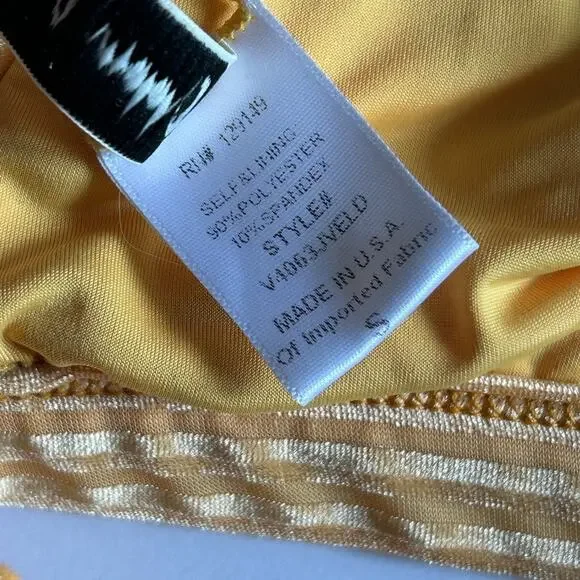 RN# 129149
SELF&LINING
90%POLYESTER
10%SPANDEX
STYLE#
V4063JVELD
MADE IN U.S.A.
Of Imported Fabric
S